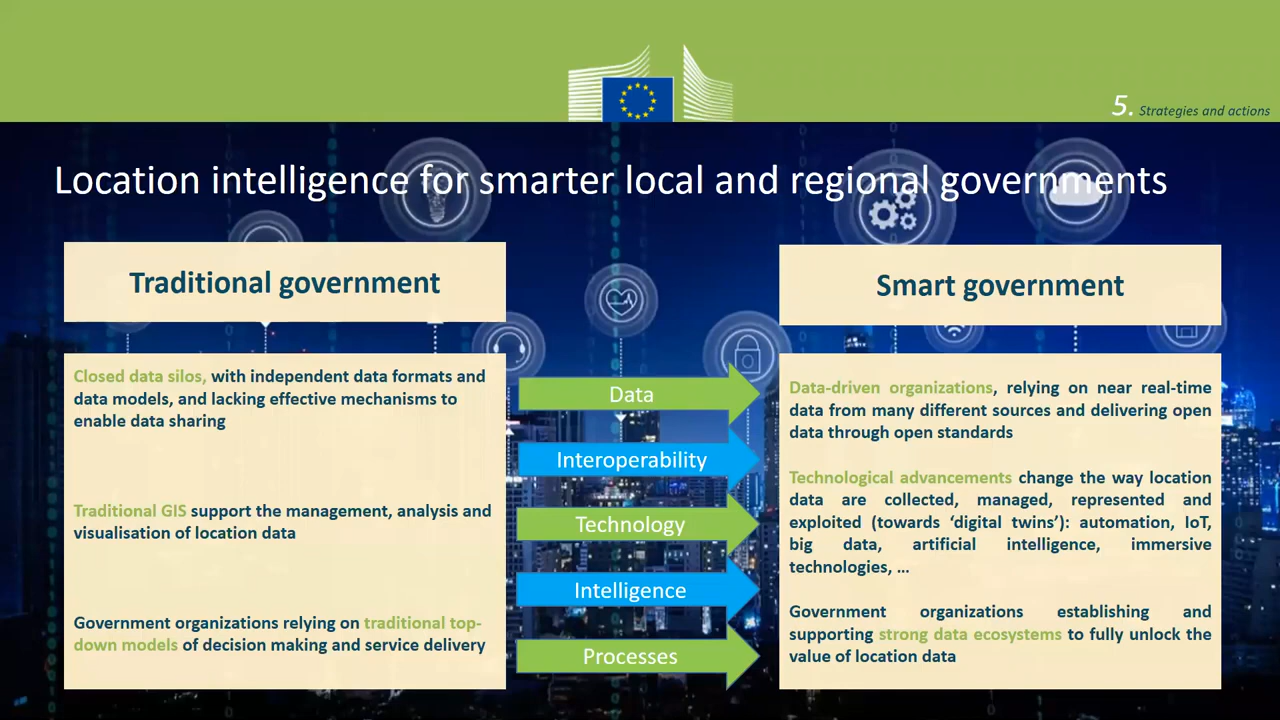 5. Strategies and actions
Location intelligence for smarter local and regional governments
Traditional government
Closed data silos, with independent data formats and
data models, and lacking effective mechanisms to
enable data sharing
Traditional GIS support the management, analysis and
visualisation of location data
Government organizations relying on traditional top-
down models of decision making and service delivery
Data
Interoperability
Technology
Intelligence
Processes
Smart government
Data-driven organizations, relying on near real-time
data from many different sources and delivering open
data through open standards
Technological advancements change the way location
data are collected, managed, represented and
exploited (towards ‘digital twins’): automation, IoT,
big data, artificial intelligence, immersive
technologies, …
Government organizations establishing and
supporting strong data ecosystems to fully unlock the
value of location data